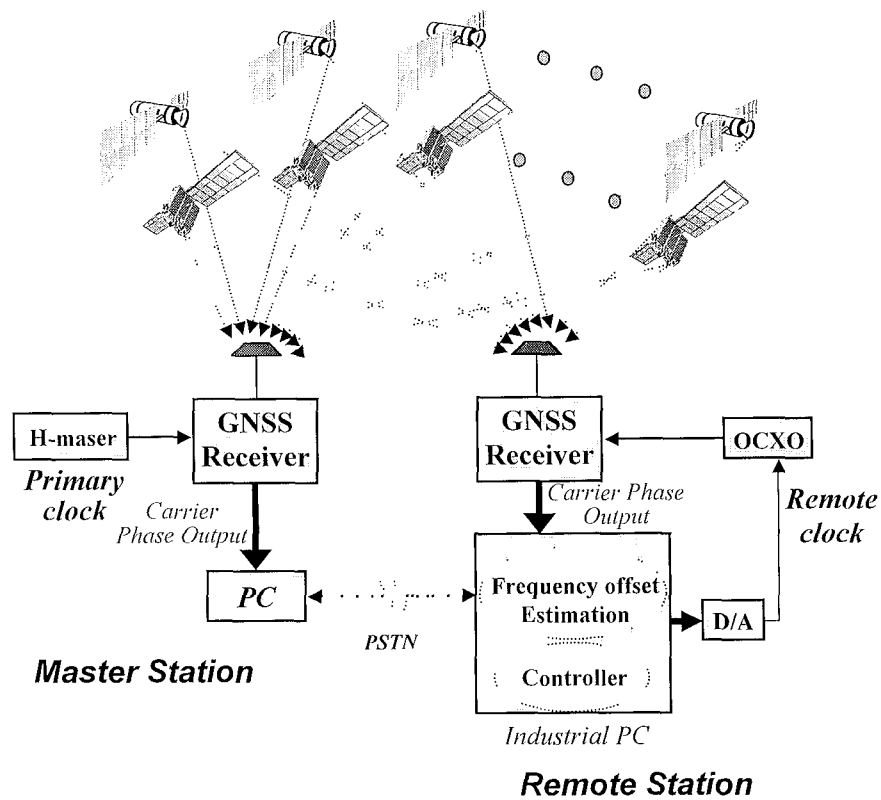 GNSS
Receiver
H-maser
Primary
clock
Carrier
Phase Output
PC
PSTN
Master Station
GNSS
Receiver
OCXO
Remote
clock
Carrier Phase
Output
Frequency offset
Estimation
Controller
D/A
Industrial PC
Remote Station